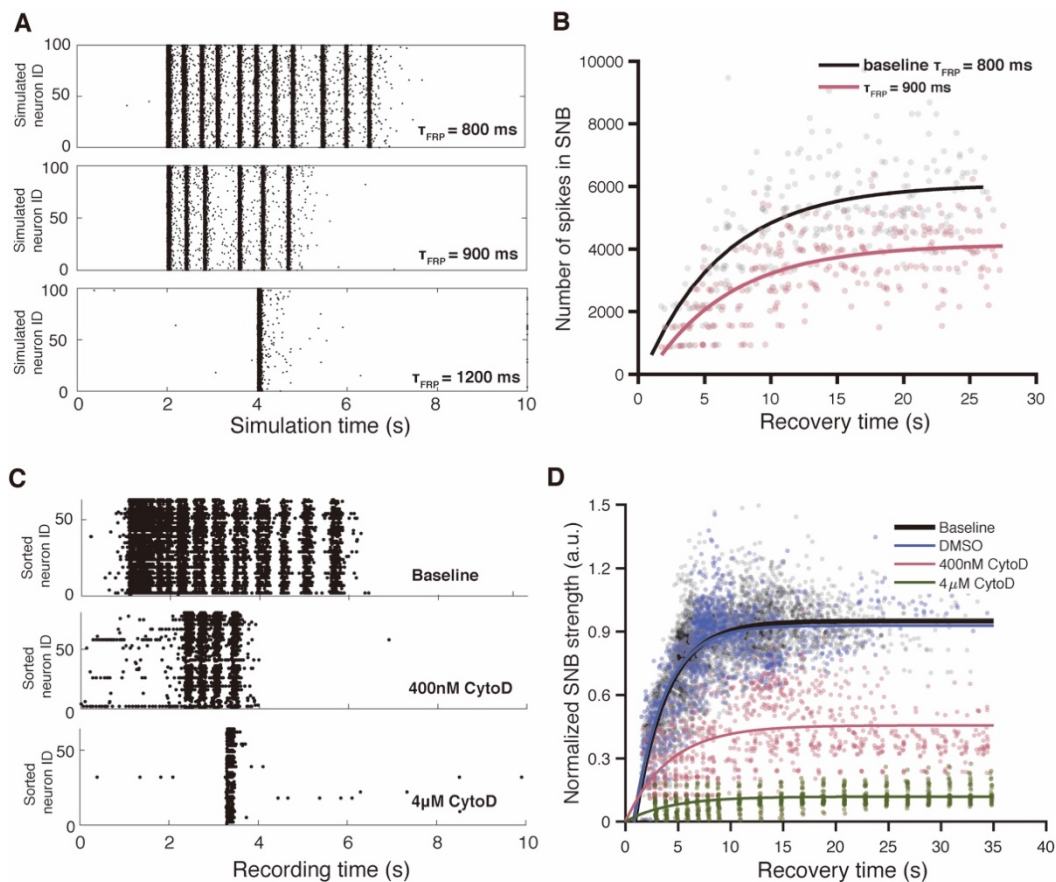 A
Simulated
neuron ID
100
50
0
τFRP = 800 ms
Simulated
neuron ID
100
50
0
τFRP = 900 ms
Simulated
neuron ID
100
50
0
τFRP = 1200 ms
0 2 4 6 8 10
Simulation time (s)
B
Number of spikes in SNB
10000
8000
6000
4000
2000
0
baseline τFRP = 800 ms
τFRP = 900 ms
0 5 10 15 20 25 30
Recovery time (s)
C
Sorted
neuron ID
50
0
Baseline
Sorted
neuron ID
50
0
400nM CytoD
Sorted
neuron ID
50
0
4μM CytoD
0 2 4 6 8 10
Recording time (s)
D
Normalized SNB strength (a.u.)
1.5
1.2
0.9
0.6
0.3
0
Baseline
DMSO
400nM CytoD
4μM CytoD
0 5 10 15 20 25 30 35 40
Recovery time (s)